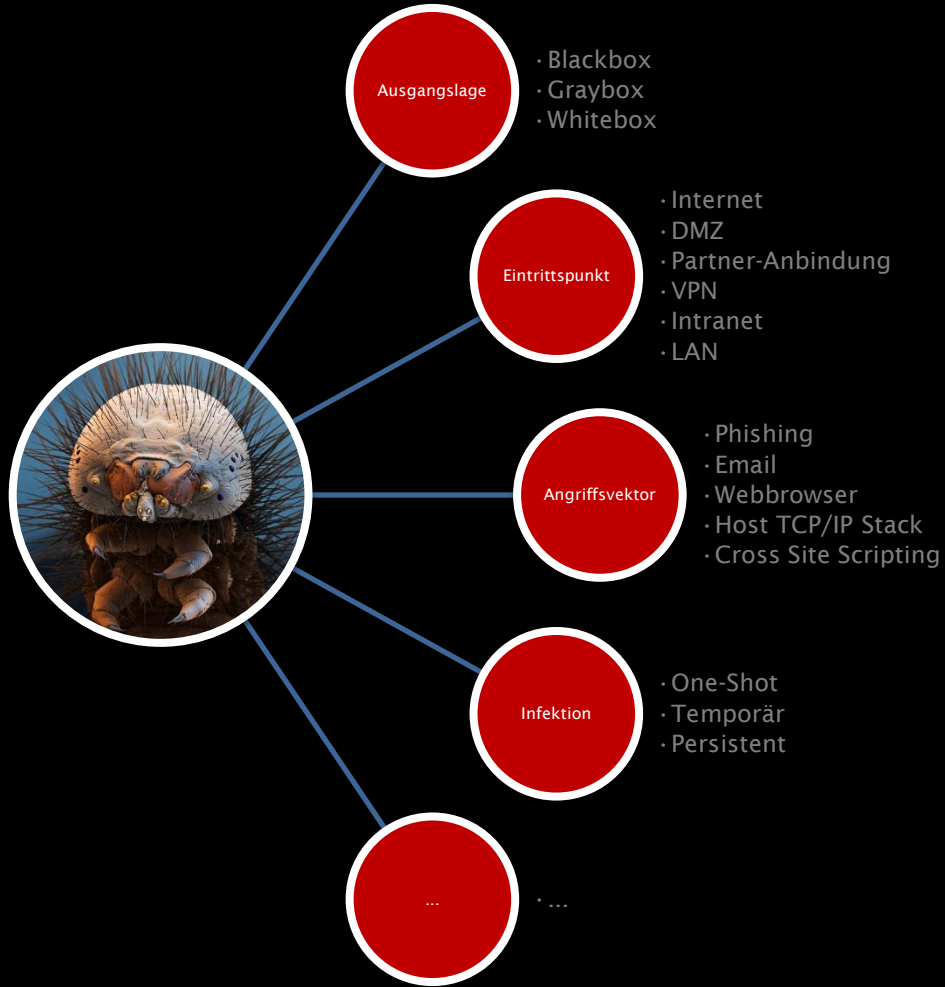 Ausgangslage
· Blackbox
· Graybox
· Whitebox
Eintrittspunkt
· Internet
· DMZ
· Partner-Anbindung
· VPN
· Intranet
· LAN
Angriffsvektor
· Phishing
· Email
· Webbrowser
· Host TCP/IP Stack
· Cross Site Scripting
Infektion
· One-Shot
· Temporär
· Persistent
...
· ...